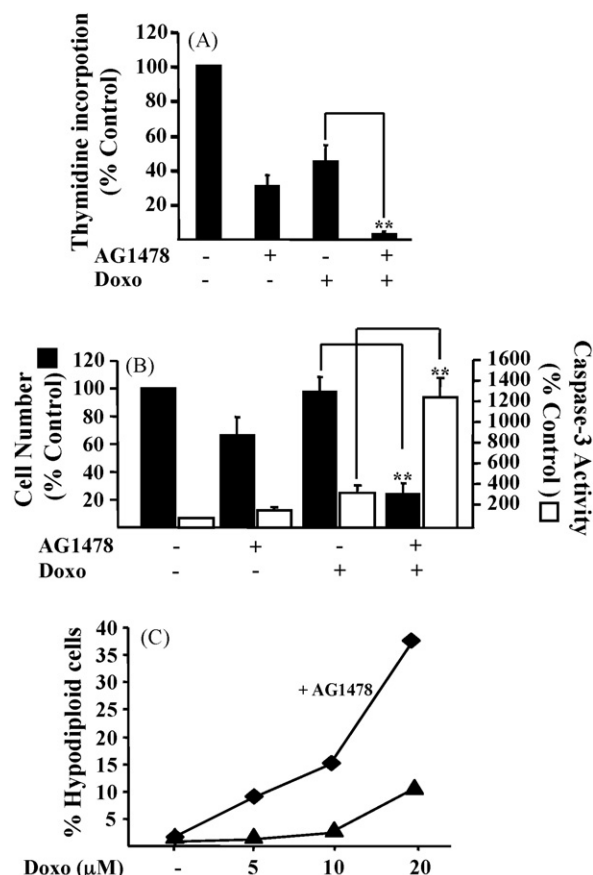 (A)
Thymidine incorpotion
(% Control)
120
100
80
60
40
20
**
AG1478 - + - +
Doxo - - + +
(B)
Cell Number
(% Control)
120
100
80
60
40
20
**
**
1600
1400
1200
1000
800
600
400
200
Caspase-3 Activity
(% Control)
AG1478 - + - +
Doxo - - + +
(C)
% Hypodiploid cells
40
35
30
25
20
15
10
5
+ AG1478
Doxo (µM) - 5 10 20